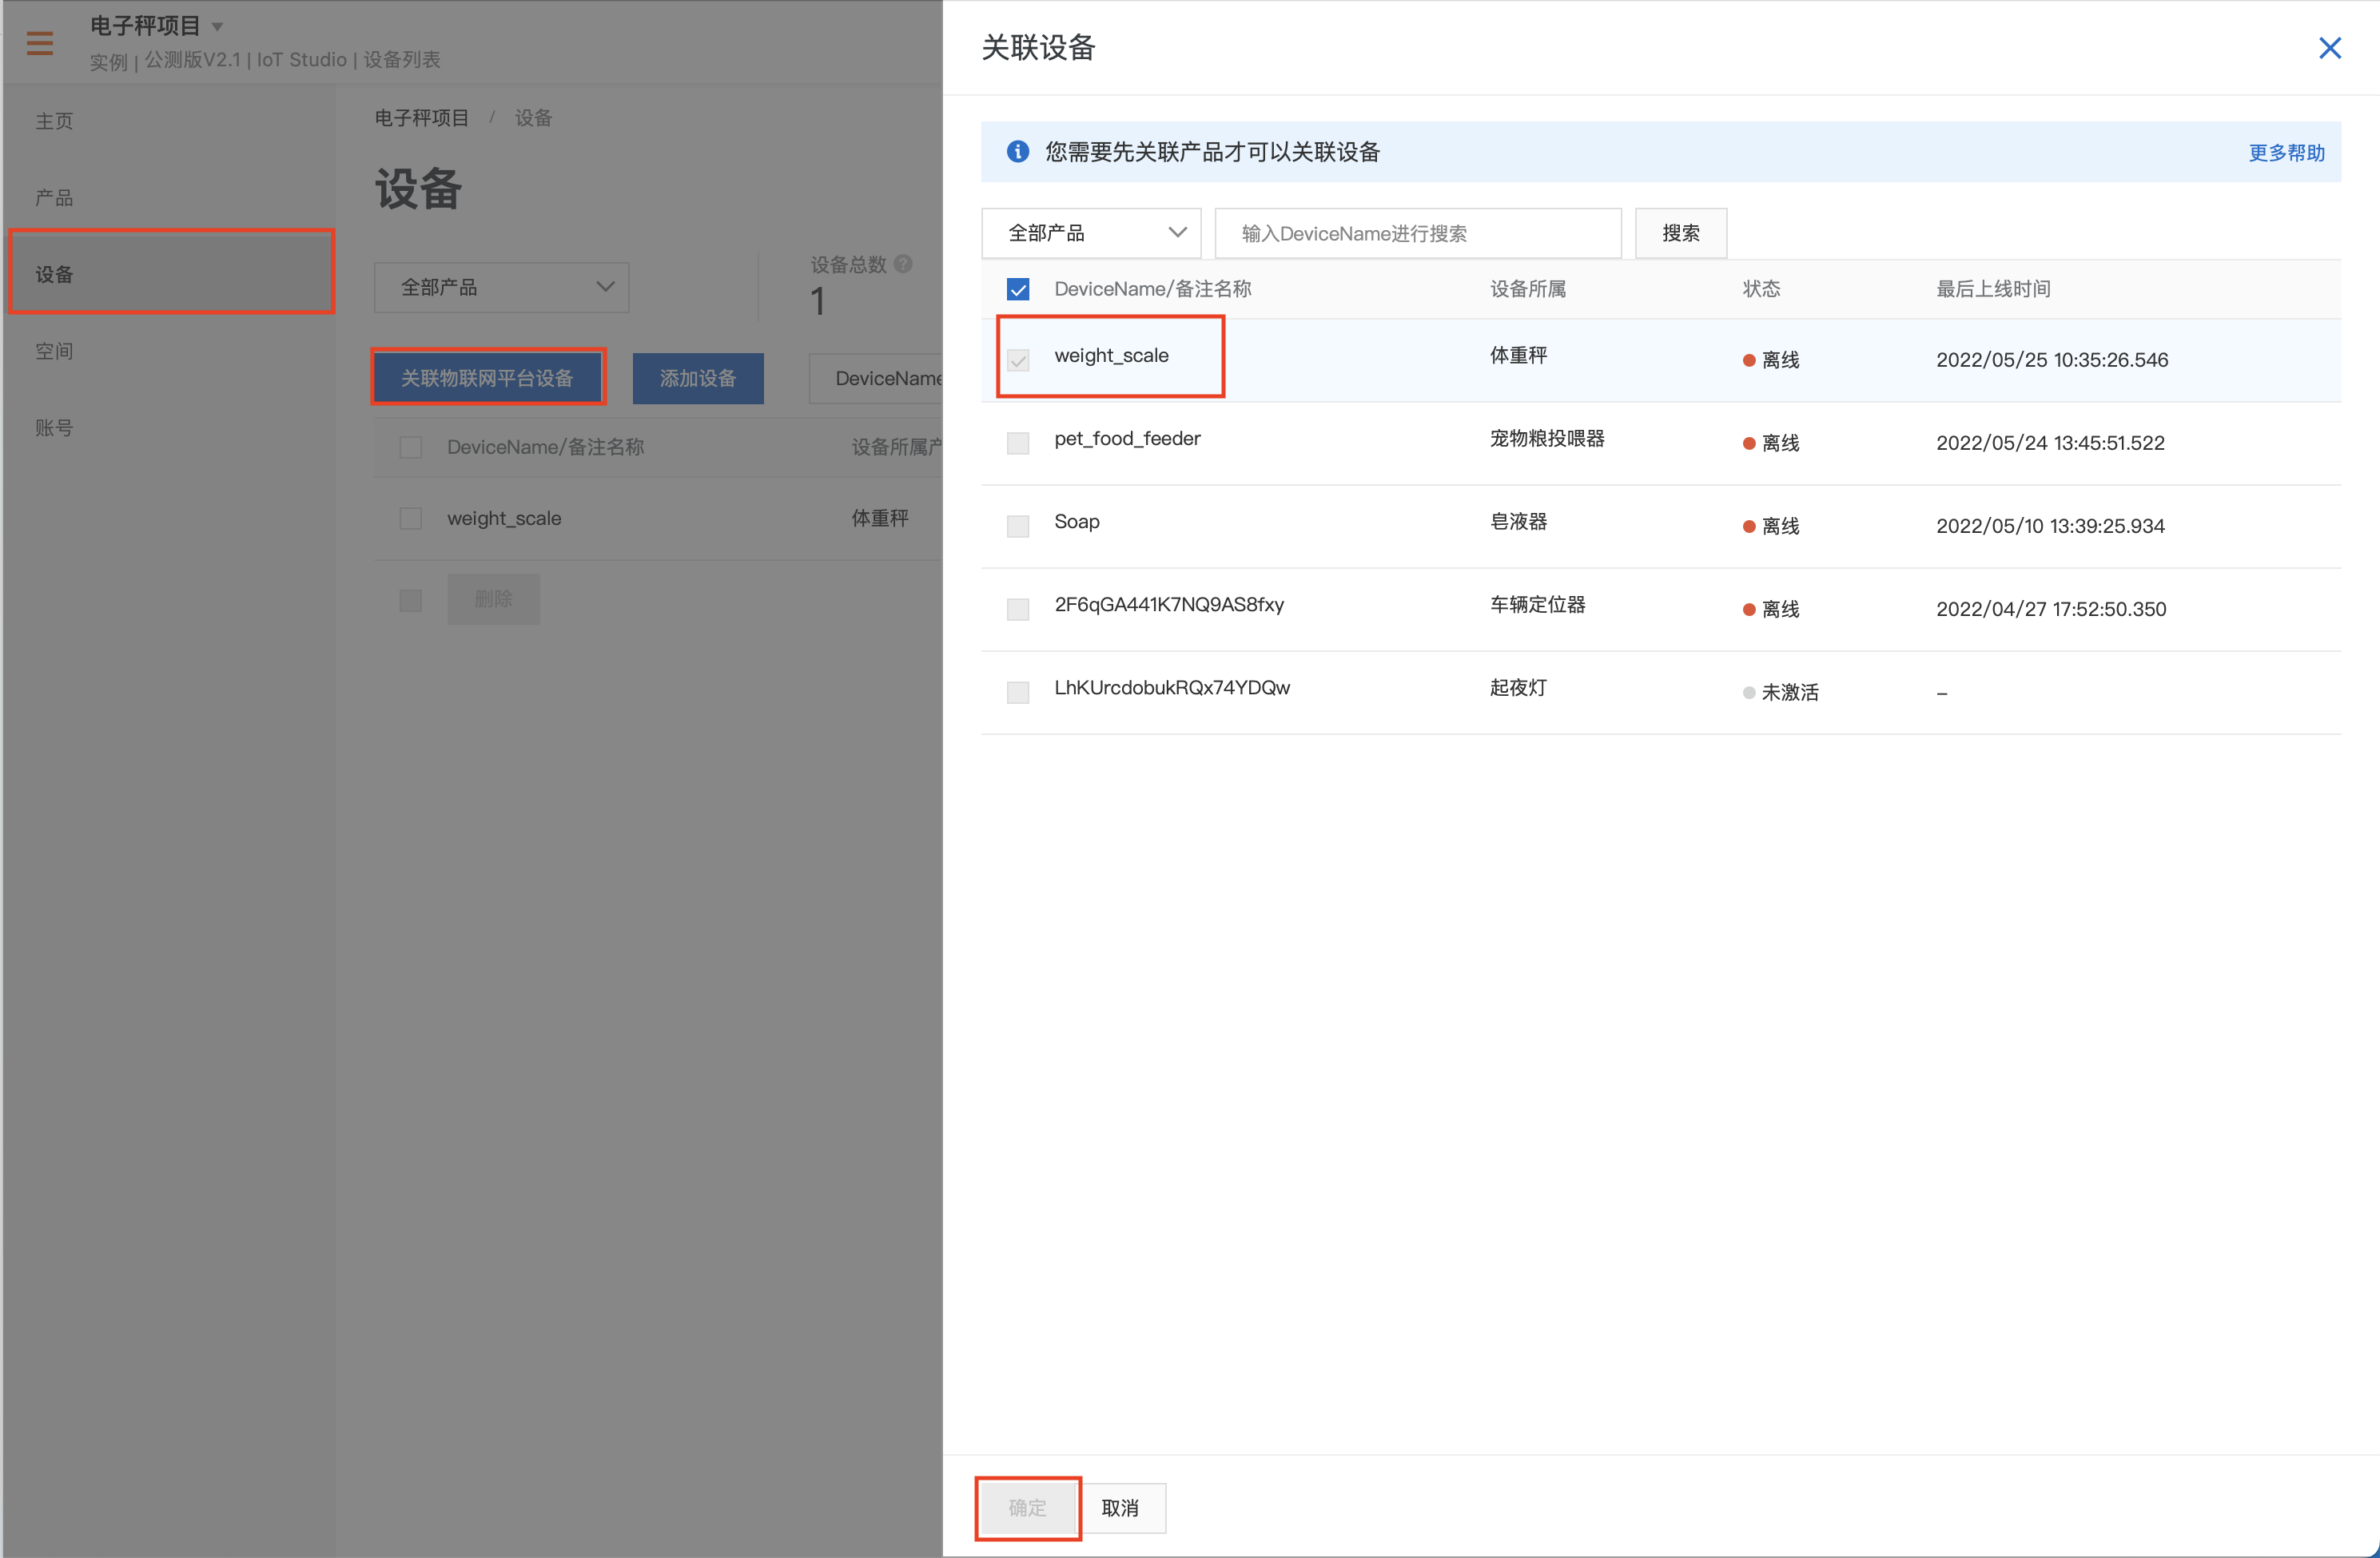 电子秤项目
实例 | 公测版V2.1 | IoT Studio | 设备列表
主页
产品
设备
空间
账号
电子秤项目 / 设备
设备
全部产品
设备总数
1
关联物联网平台设备
添加设备
DeviceName
DeviceName/备注名称 设备所属产
weight_scale 体重秤
删除
关联设备
您需要先关联产品才可以关联设备 更多帮助
全部产品 输入DeviceName进行搜索 搜索
DeviceName/备注名称 设备所属 状态 最后上线时间
weight_scale 体重秤 离线 2022/05/25 10:35:26.546
pet_food_feeder 宠物粮投喂器 离线 2022/05/24 13:45:51.522
Soap 皂液器 离线 2022/05/10 13:39:25.934
2F6qGA441K7NQ9AS8fxy 车辆定位器 离线 2022/04/27 17:52:50.350
LhKUrcdobukRQx74YDQw 起夜灯 未激活 –
确定 取消